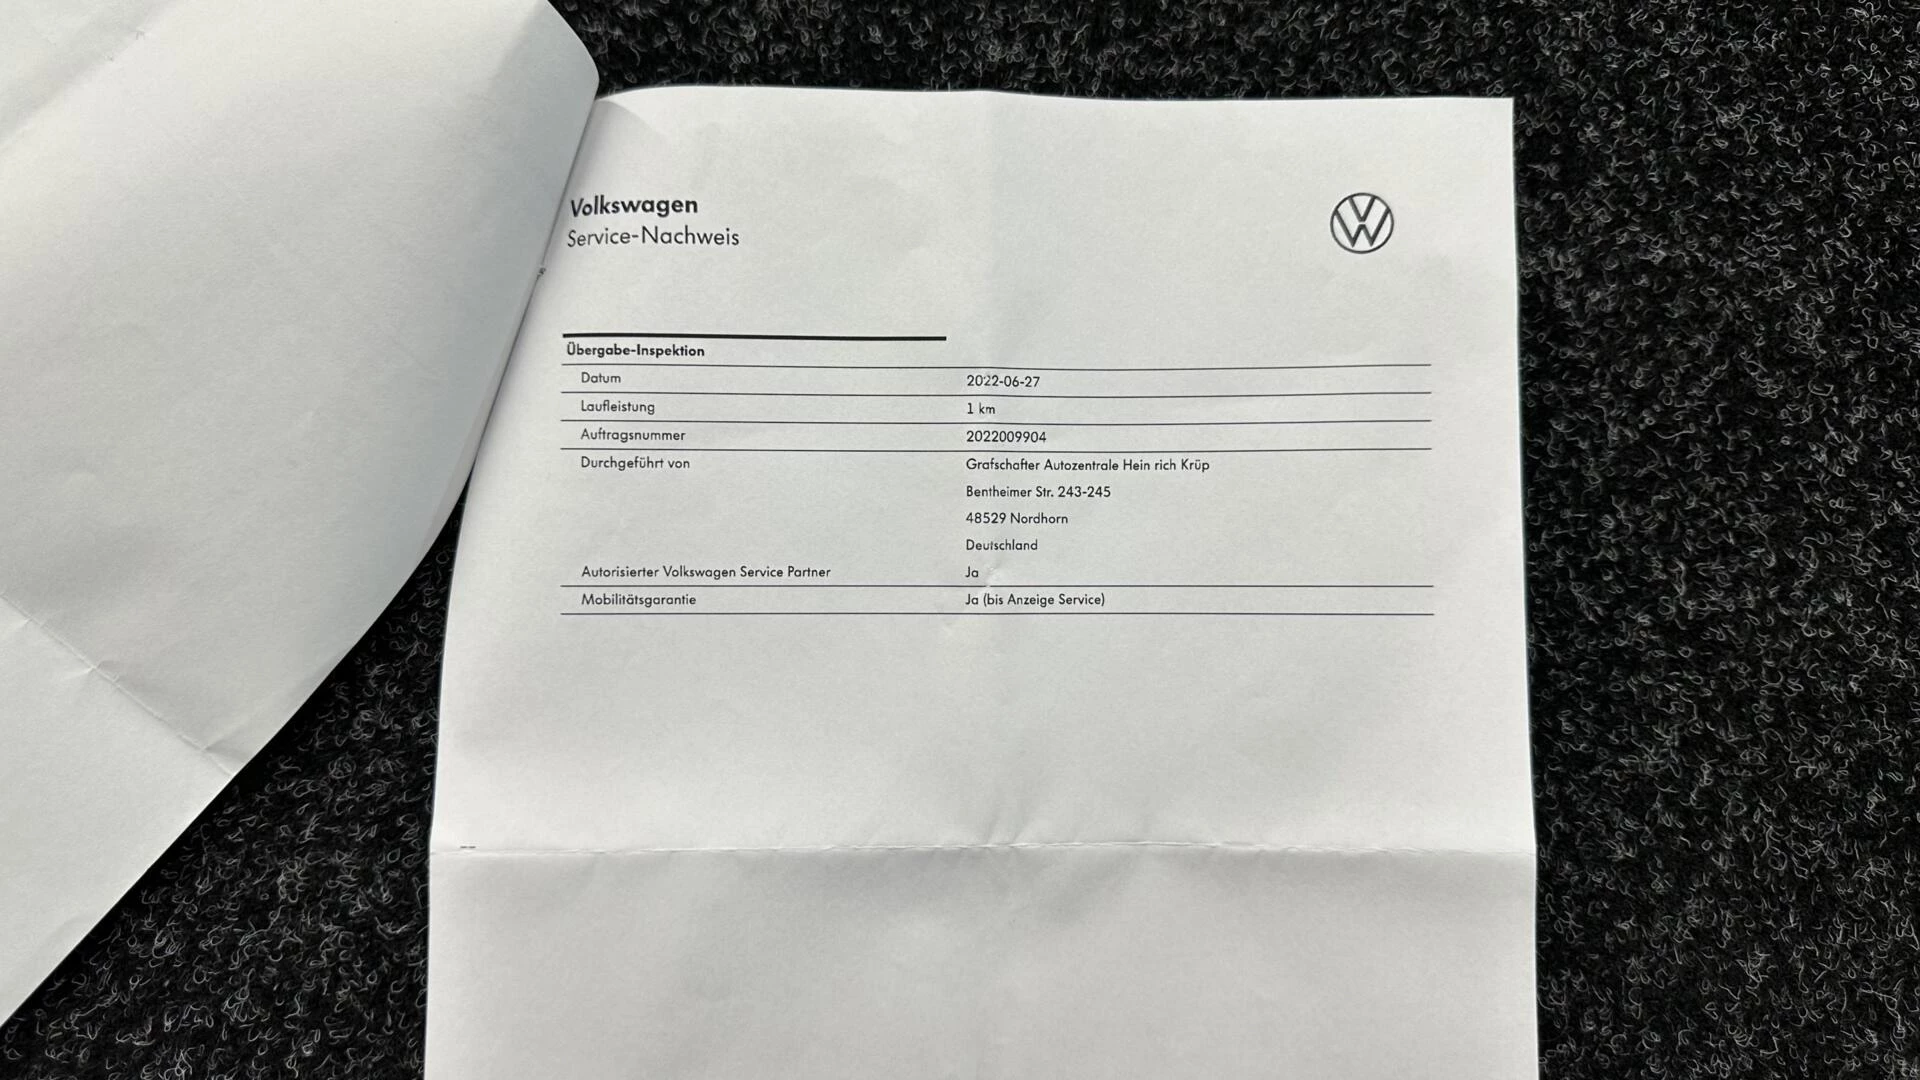 Volkswagen
Service-Nachweis
Übergabe-Inspektion
Datum 2022-06-27
Laufleistung 1 km
Auftragsnummer 2022009904
Durchgeführt von Grafschafter Autozentrale Hein rich Krüp
Bentheimer Str. 243-245
48529 Nordhorn
Deutschland
Autorisierter Volkswagen Service Partner Ja
Mobilitätsgarantie Ja (bis Anzeige Service)